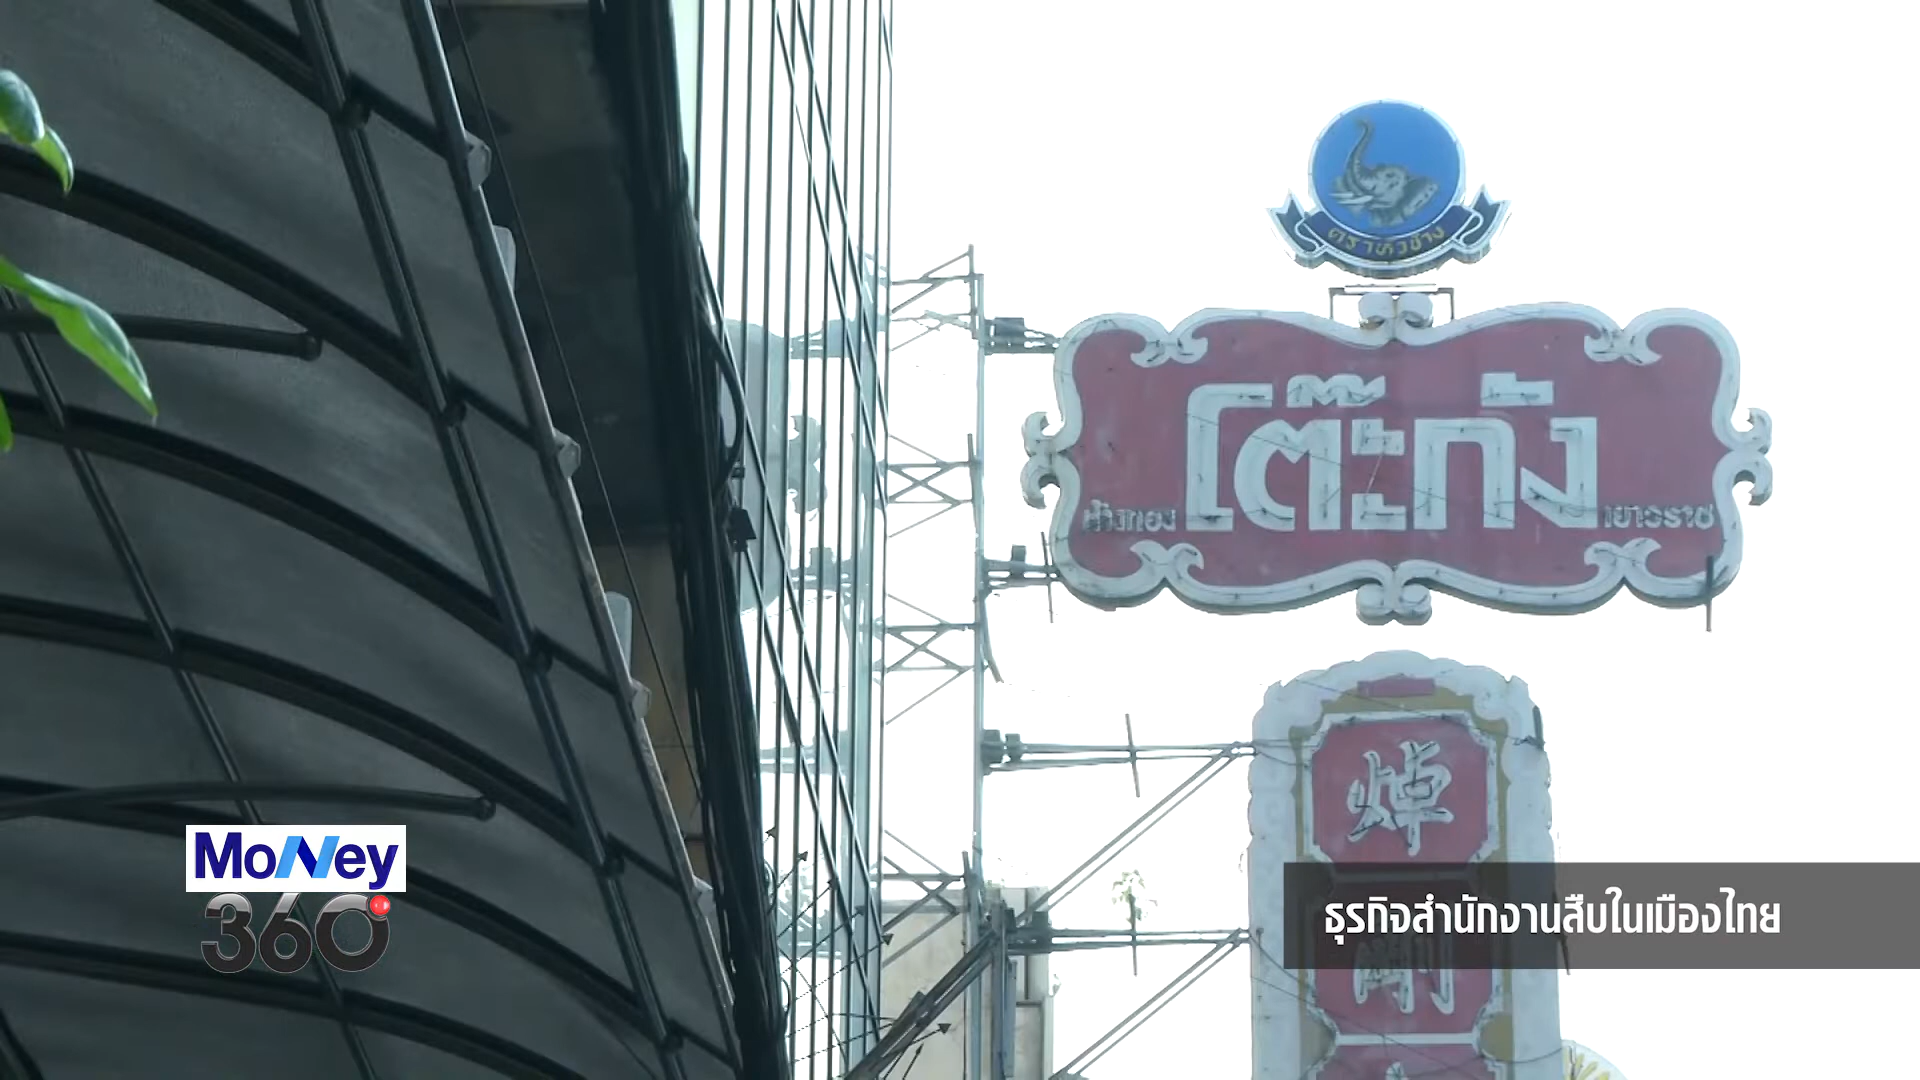 ตราหัวช้าง
ห้างทอง โต๊ะกัง เยาวราช
焯
剛
Money
360
ธุรกิจสำนักงานสืบในเมืองไทย